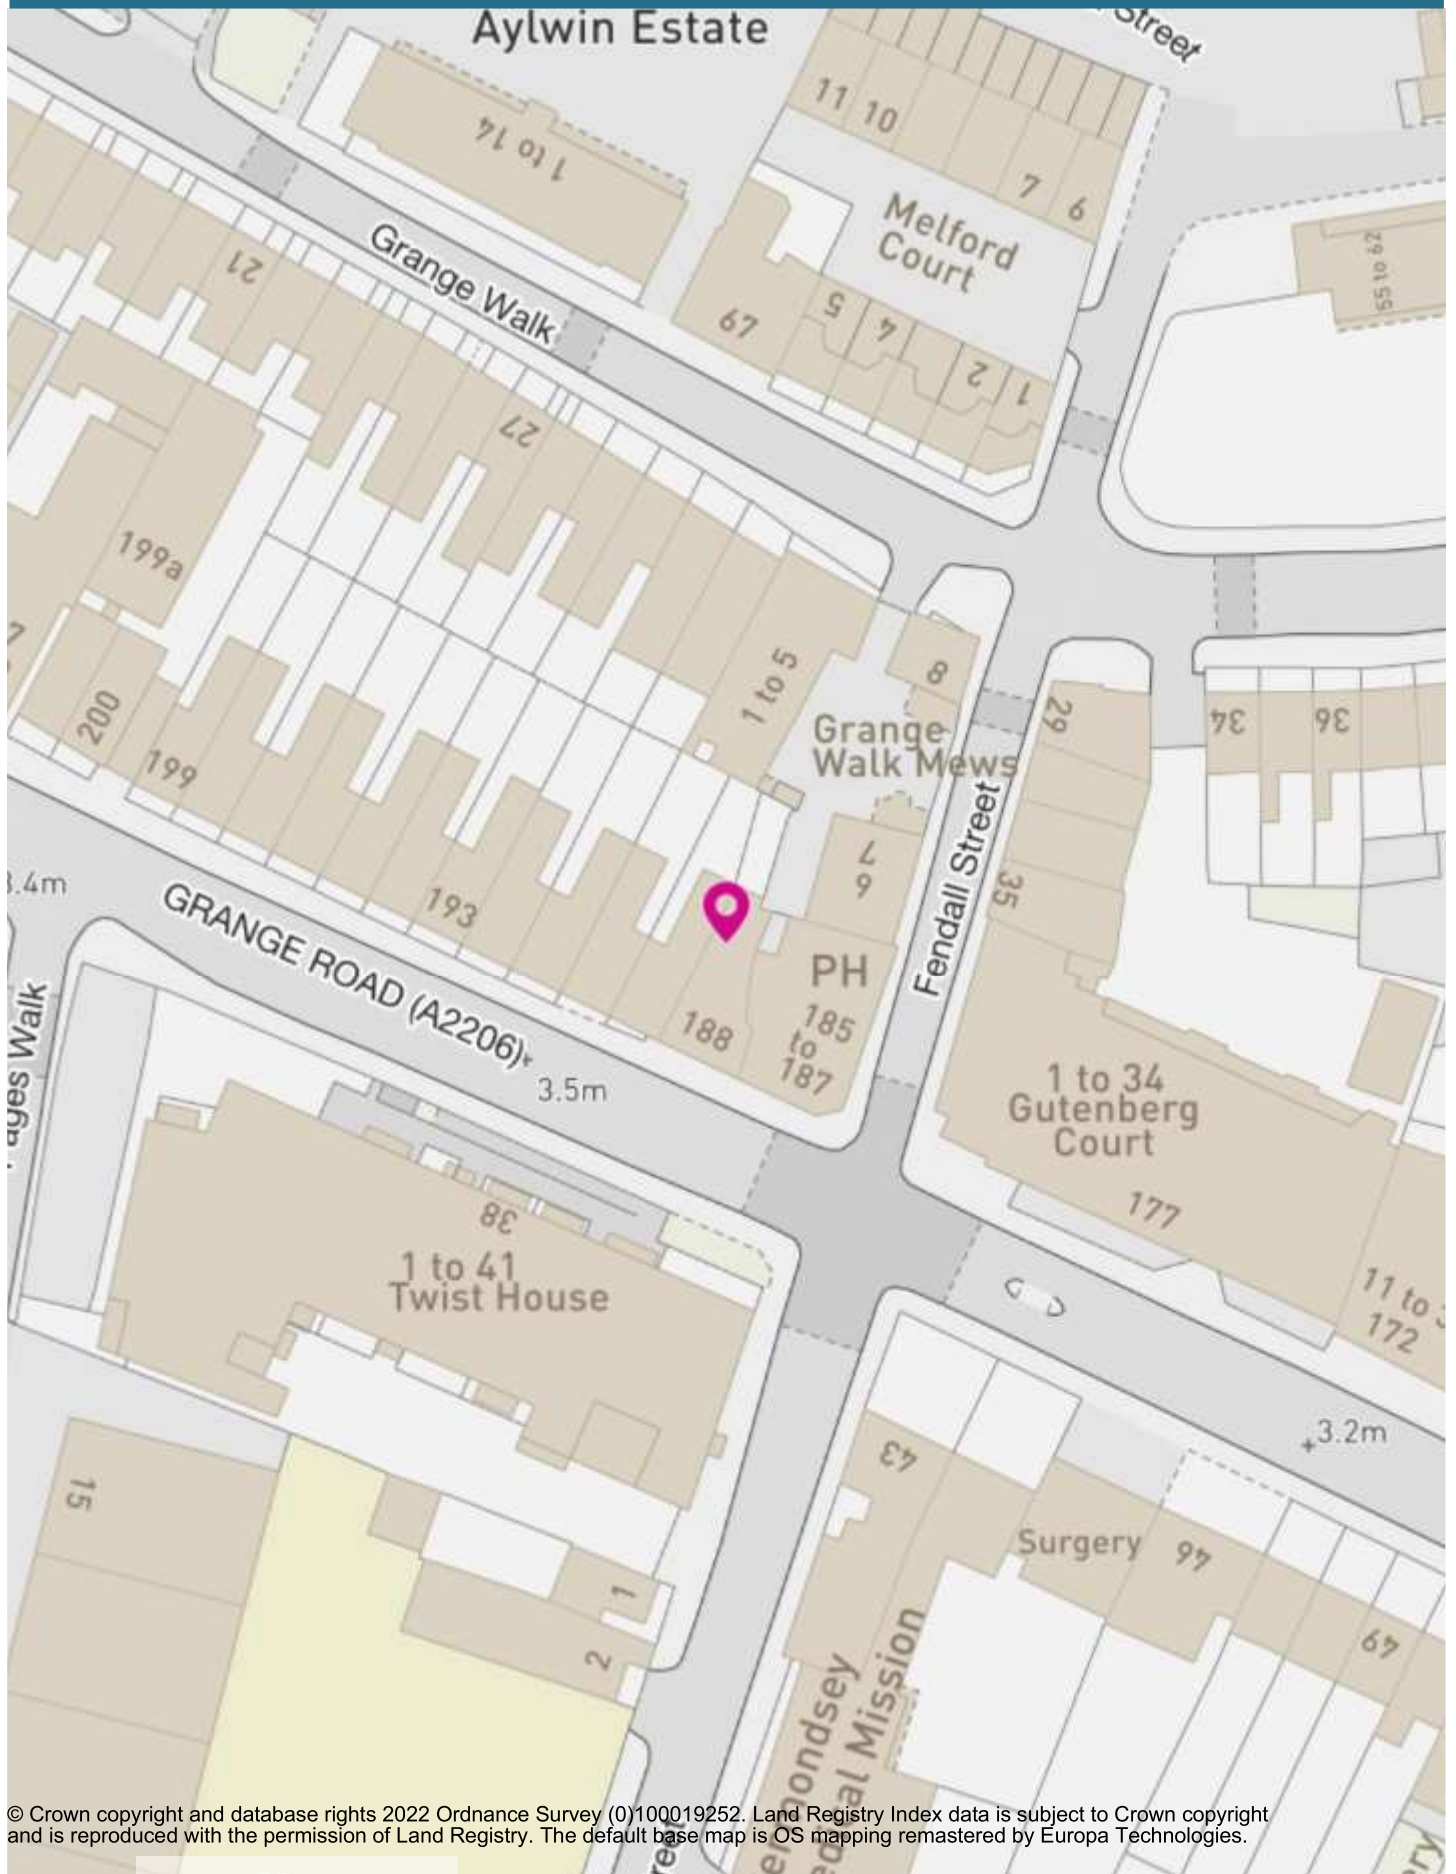 Aylwin Estate
Street
11 10
1 to 14
7 6
Melford
Court
55 to 62
21
Grange Walk
67
5
4
2
1
27
199a
1 to 5
8
200
29
34
36
Grange
Walk Mews
199
Fendall Street
7
6
35
193
GRANGE ROAD (A2206)
3.4m
PH
188
185
to
187
3.5m
1 to 34
Gutenberg
Court
177
38
1 to 41
Twist House
11 to
172
3.2m
43
15
Surgery
46
1
49
2
© Crown copyright and database rights 2022 Ordnance Survey (0)100019252. Land Registry Index data is subject to Crown copyright
and is reproduced with the permission of Land Registry. The default base map is OS mapping remastered by Europa Technologies.